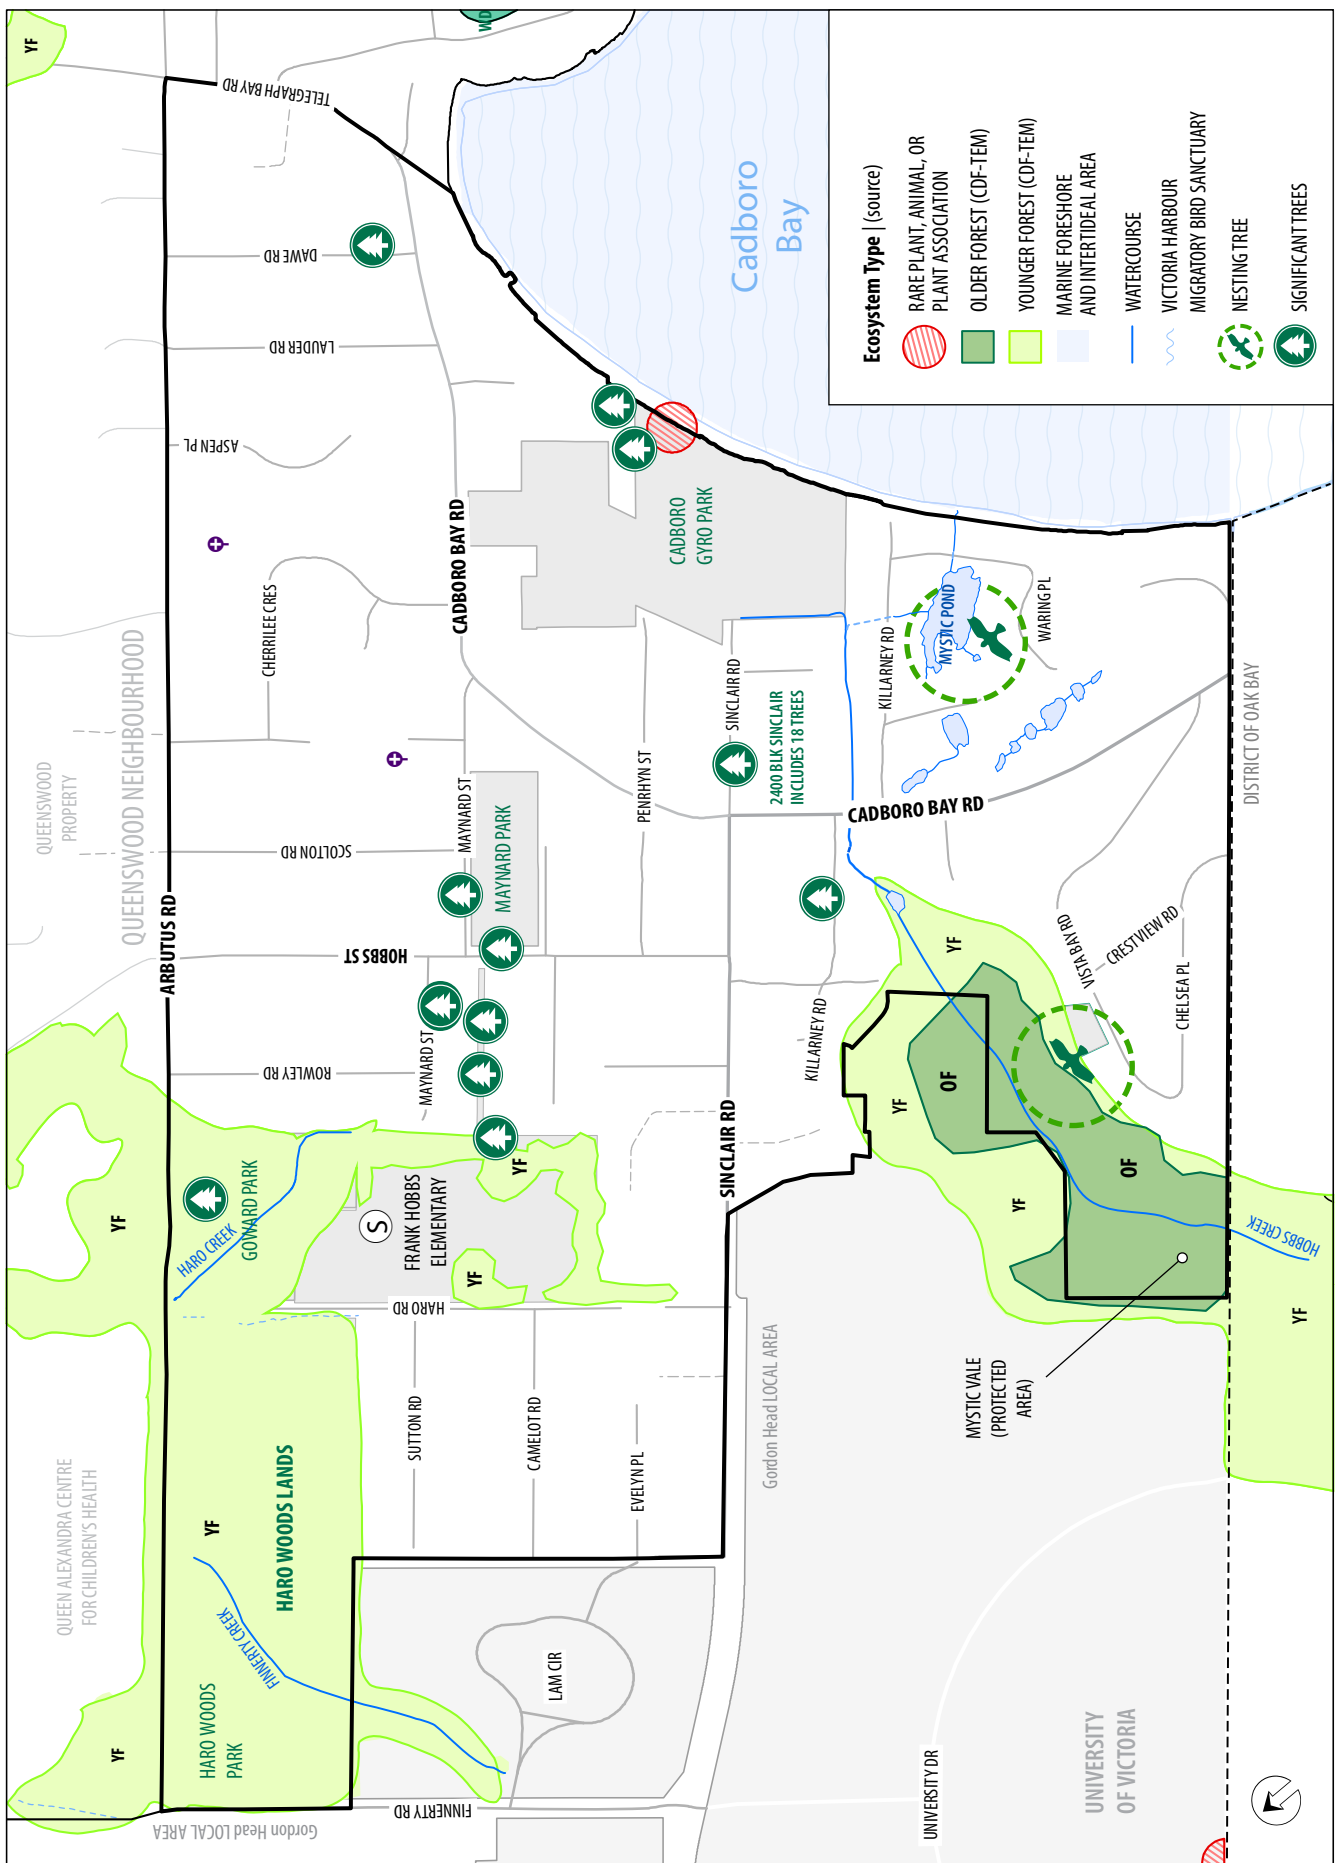 YF
WD
TELEGRAPH BAY RD
DAWE RD
LAUDER RD
ASPEN PL
CHERRILEE CRES
CADBORO BAY RD
Cadboro
Bay
Ecosystem Type | (source)
RARE PLANT, ANIMAL, OR
PLANT ASSOCIATION
OLDER FOREST (CDF-TEM)
YOUNGER FOREST (CDF-TEM)
MARINE FORESHORE
AND INTERTIDEAL AREA
WATERCOURSE
VICTORIA HARBOUR
MIGRATORY BIRD SANCTUARY
NESTING TREE
SIGNIFICANT TREES
CADBORO
GYRO PARK
QUEENSWOOD NEIGHBOURHOOD
QUEENSWOOD
PROPERTY
ARBUTUS RD
SCOLTON RD
MAYNARD ST
MAYNARD PARK
PENRHYN ST
SINCLAIR RD
2400 BLK SINCLAIR
INCLUDES 18 TREES
KILLARNEY RD
MYSTIC POND
WARING PL
CADBORO BAY RD
DISTRICT OF OAK BAY
HOBBS ST
MAYNARD ST
ROWLEY RD
KILLARNEY RD
VISTA BAY RD
CRESTVIEW RD
CHELSEA PL
YF
YF
OF
OF
YF
YF
HOBBS CREEK
YF
SINCLAIR RD
YF
GOWARD PARK
HARO CREEK
S
FRANK HOBBS
ELEMENTARY
YF
YF
HARO RD
SUTTON RD
CAMELOT RD
EVELYN PL
Gordon Head LOCAL AREA
MYSTIC VALE
(PROTECTED
AREA)
QUEEN ALEXANDRA CENTRE
FOR CHILDREN'S HEALTH
YF
HARO WOODS LANDS
FINNERTY CREEK
HARO WOODS
PARK
YF
LAM CIR
FINNERTY RD
Gordon Head LOCAL AREA
UNIVERSITY DR
UNIVERSITY
OF VICTORIA